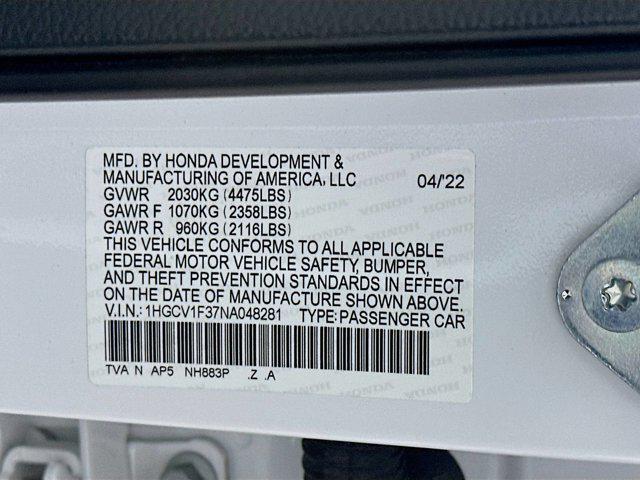 MFD. BY HONDA DEVELOPMENT &
MANUFACTURING OF AMERICA, LLC 04/'22
GVWR 2030KG (4475LBS)
GAWR F 1070KG (2358LBS)
GAWR R 960KG (2116LBS)
THIS VEHICLE CONFORMS TO ALL APPLICABLE
FEDERAL MOTOR VEHICLE SAFETY, BUMPER,
AND THEFT PREVENTION STANDARDS IN EFFECT
ON THE DATE OF MANUFACTURE SHOWN ABOVE.
V.I.N.: 1HGCV1F37NA048281 TYPE: PASSENGER CAR
TVA N AP5 NH883P .Z .A